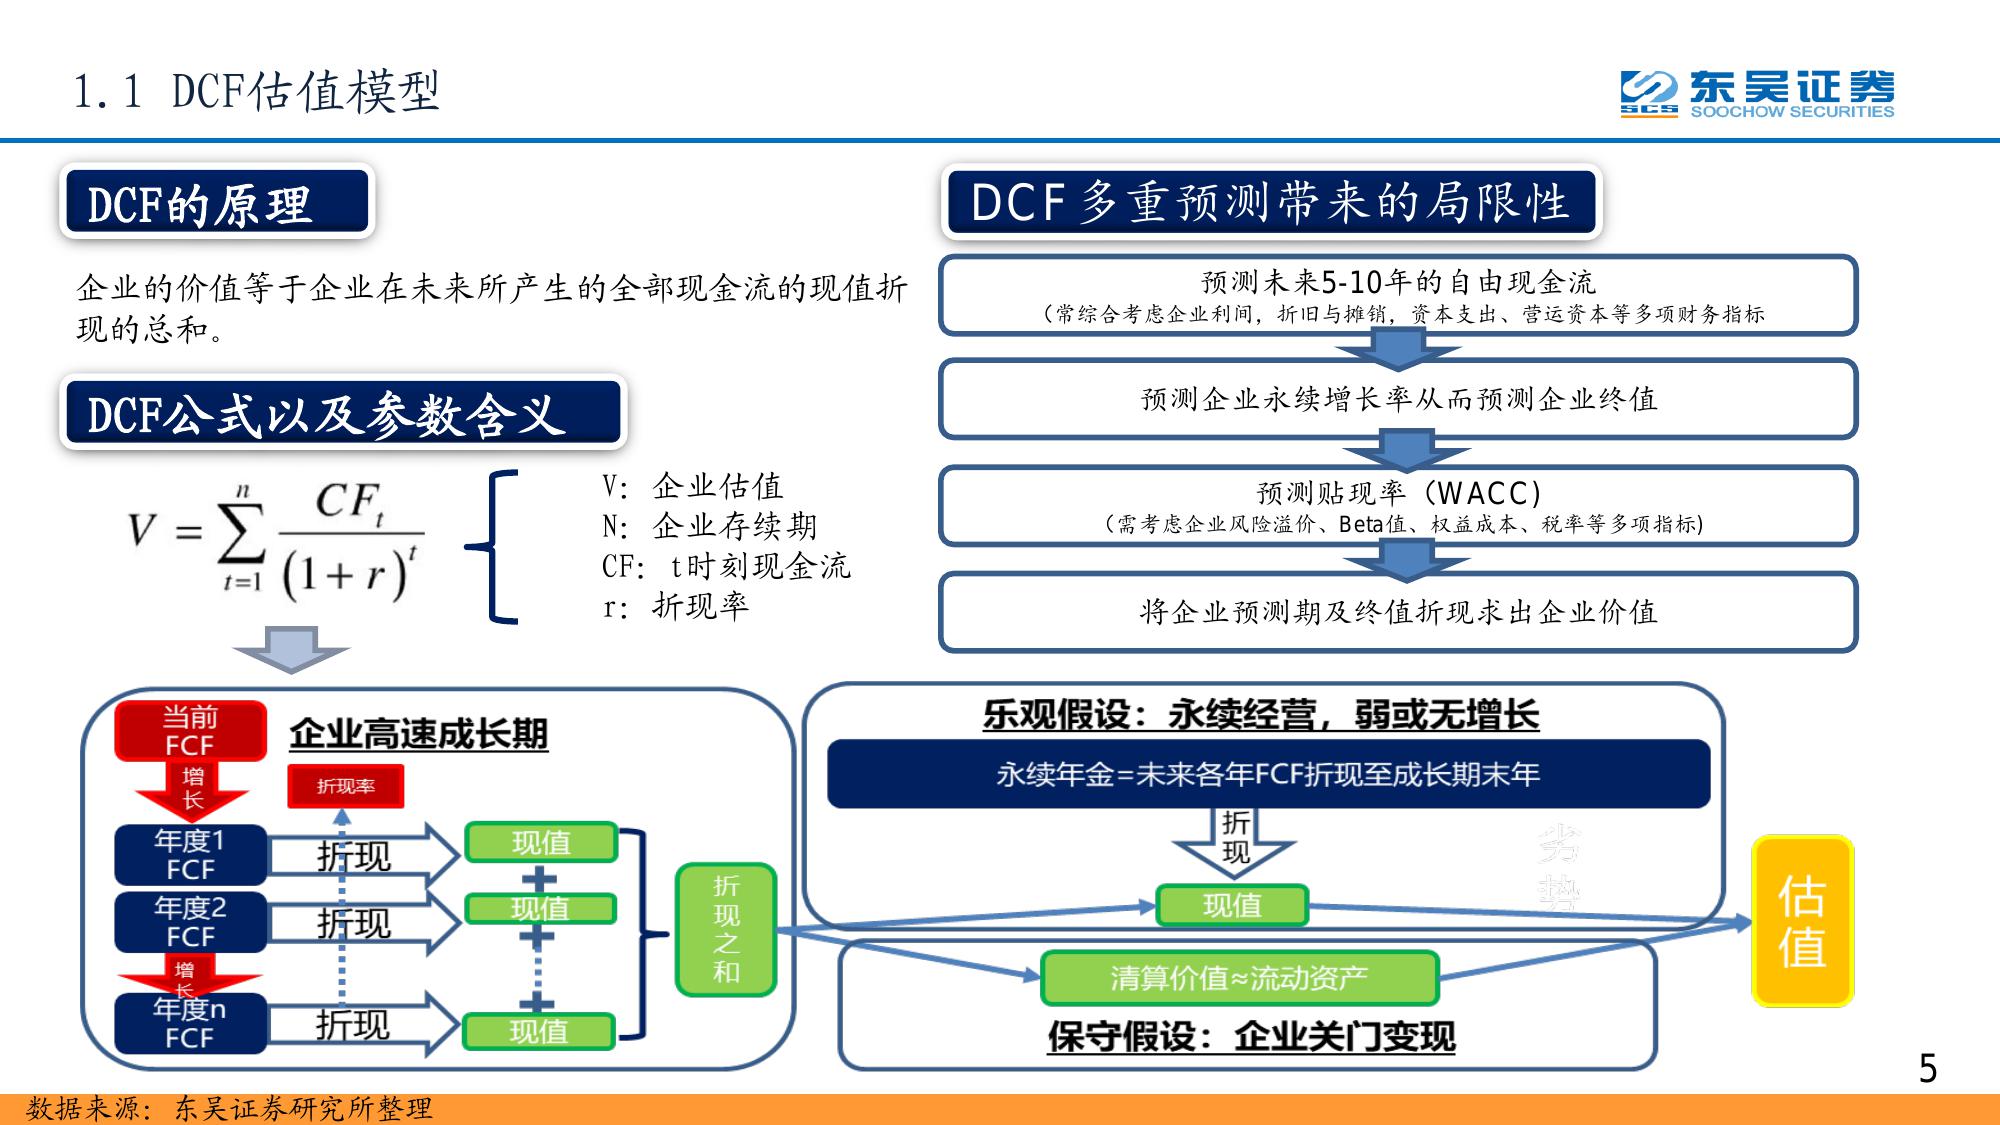 1.1 DCF估值模型
SCS 东吴证券
SOOCHOW SECURITIES
DCF的原理
企业的价值等于企业在未来所产生的全部现金流的现值折
现的总和。
DCF公式以及参数含义
V = ∑ₜ₌₁ⁿ CFₜ / (1+r)ᵗ
V：企业估值
N：企业存续期
CF：t时刻现金流
r：折现率
DCF多重预测带来的局限性
预测未来5-10年的自由现金流
（常综合考虑企业利间，折旧与摊销，资本支出、营运资本等多项财务指标
预测企业永续增长率从而预测企业终值
预测贴现率（WACC)
（需考虑企业风险溢价、Beta值、权益成本、税率等多项指标)
将企业预测期及终值折现求出企业价值
当前
FCF
企业高速成长期
增
长
折现率
年度1
FCF
折现
现值
年度2
FCF
折现
现值
增
长
年度n
FCF
折现
现值
折
现
之
和
乐观假设：永续经营，弱或无增长
永续年金=未来各年FCF折现至成长期末年
折
现
劣
势
现值
清算价值≈流动资产
保守假设：企业关门变现
估
值
5
数据来源：东吴证券研究所整理